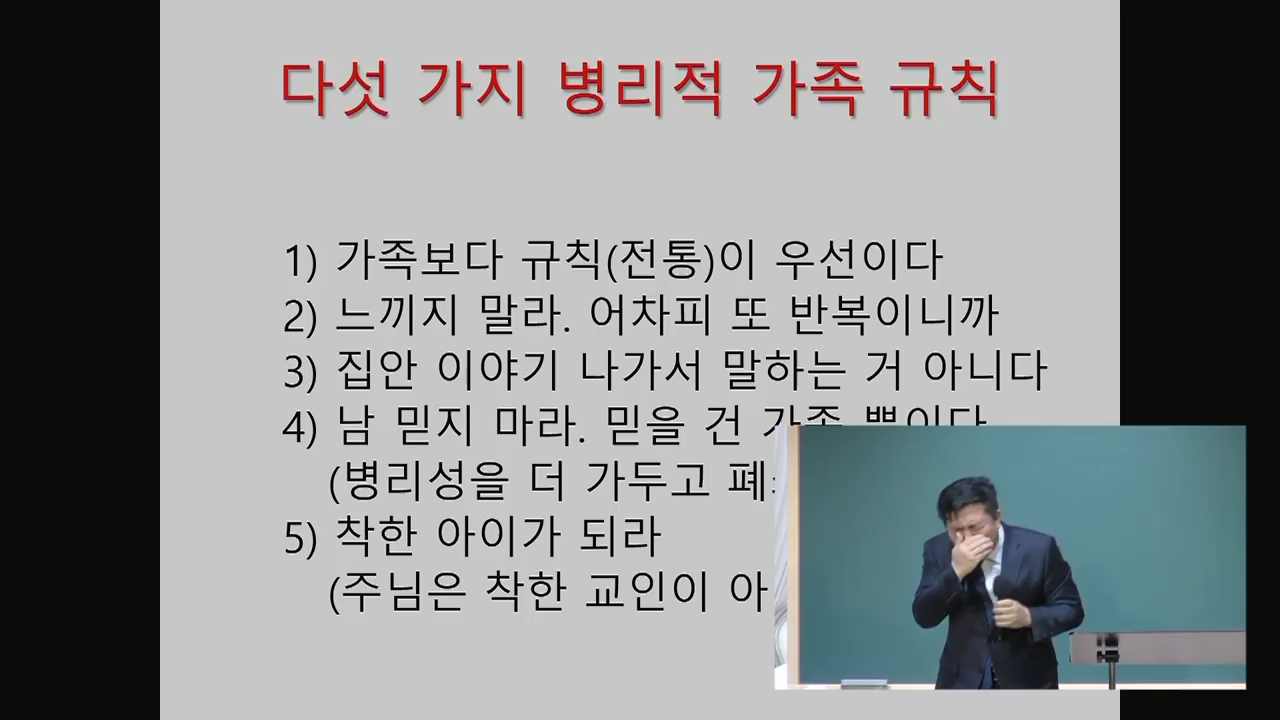 다섯 가지 병리적 가족 규칙
1) 가족보다 규칙(전통)이 우선이다
2) 느끼지 말라. 어차피 또 반복이니까
3) 집안 이야기 나가서 말하는 거 아니다
4) 남 믿지 마라. 믿을 건 가족 뿐이다
(병리성을 더 가두고
5) 착한 아이가 되라
(주님은 착한 교인이